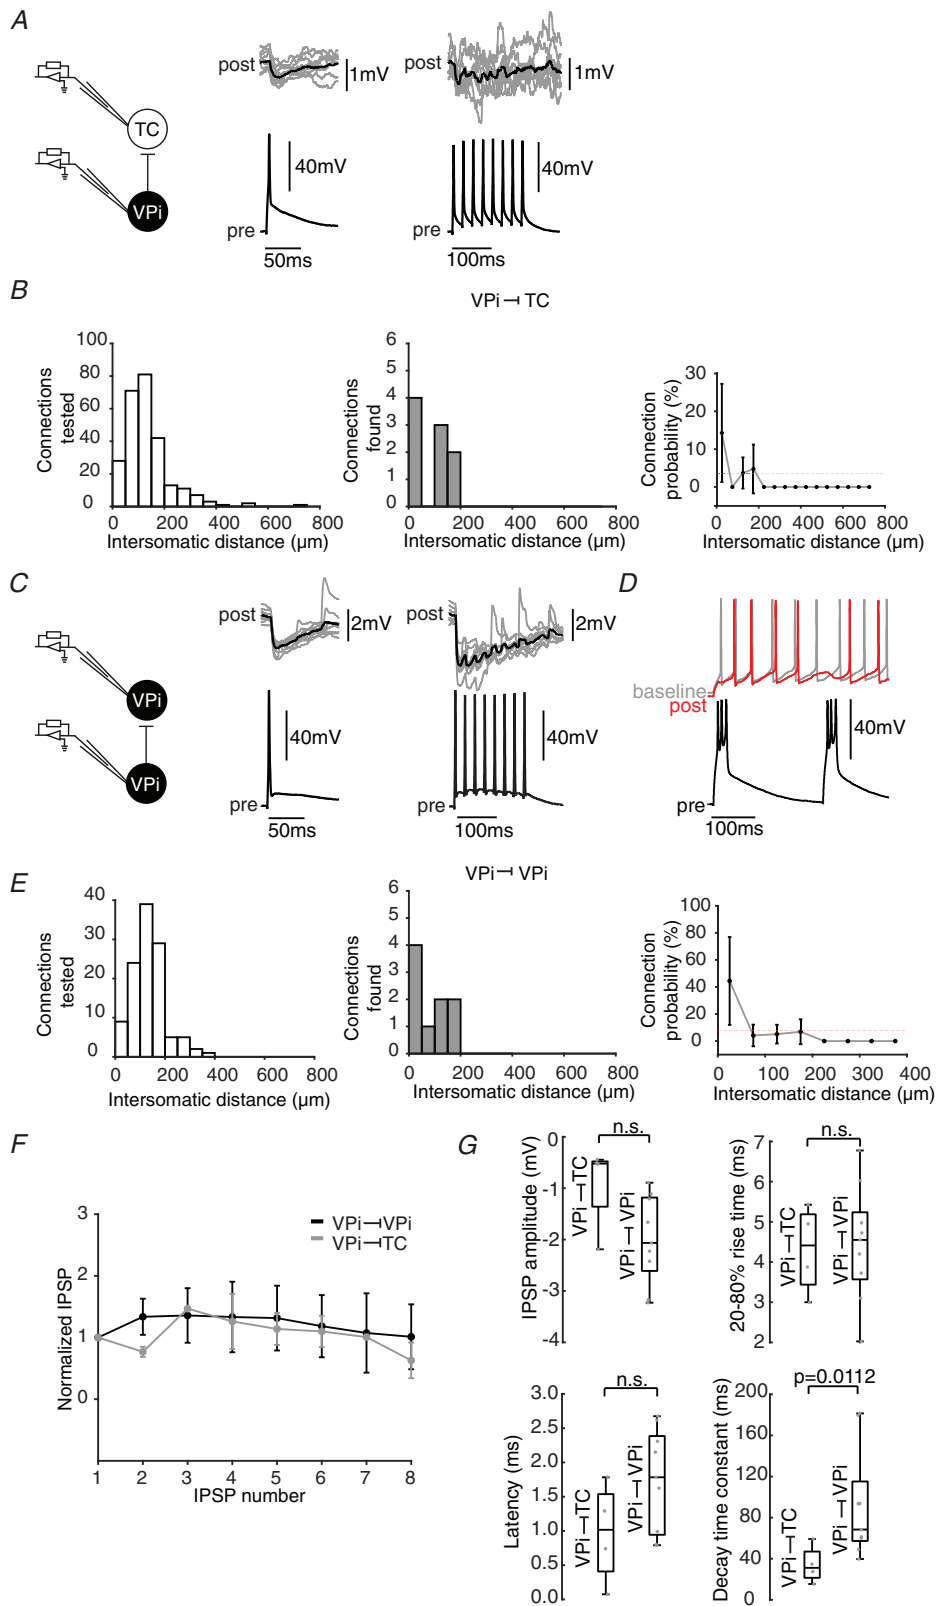 A
post
1mV
post
1mV
TC
40mV
40mV
VPi
pre
pre
50ms
100ms
B
VPi⊣TC
100
80
60
40
20
0
Connections
tested
0 200 400 600 800
Intersomatic distance (µm)
6
5
4
3
2
1
0
Connections
found
0 200 400 600 800
Intersomatic distance (µm)
30
20
10
0
Connection
probability (%)
0 200 400 600 800
Intersomatic distance (µm)
C
post
2mV
post
2mV
VPi
VPi
40mV
40mV
pre
pre
50ms
100ms
D
baseline
post
40mV
pre
100ms
E
VPi⊣VPi
40
30
20
10
0
Connections
tested
0 200 400 600 800
Intersomatic distance (µm)
6
5
4
3
2
1
0
Connections
found
0 200 400 600 800
Intersomatic distance (µm)
100
80
60
40
20
0
Connection
probability (%)
0 100 200 300 400
Intersomatic distance (µm)
F
3
2
1
0
Normalized IPSP
VPi⊣VPi
VPi⊣TC
1 2 3 4 5 6 7 8
IPSP number
G
n.s.
0
-1
-2
-3
-4
IPSP amplitude (mV)
VPi⊣TC
VPi⊣VPi
n.s.
7
6
5
4
3
2
20-80% rise time (ms)
VPi⊣TC
VPi⊣VPi
n.s.
3.0
2.5
2.0
1.5
1.0
0.5
0.0
Latency (ms)
VPi⊣TC
VPi⊣VPi
p=0.0112
200
160
120
80
40
0
Decay time constant (ms)
VPi⊣TC
VPi⊣VPi